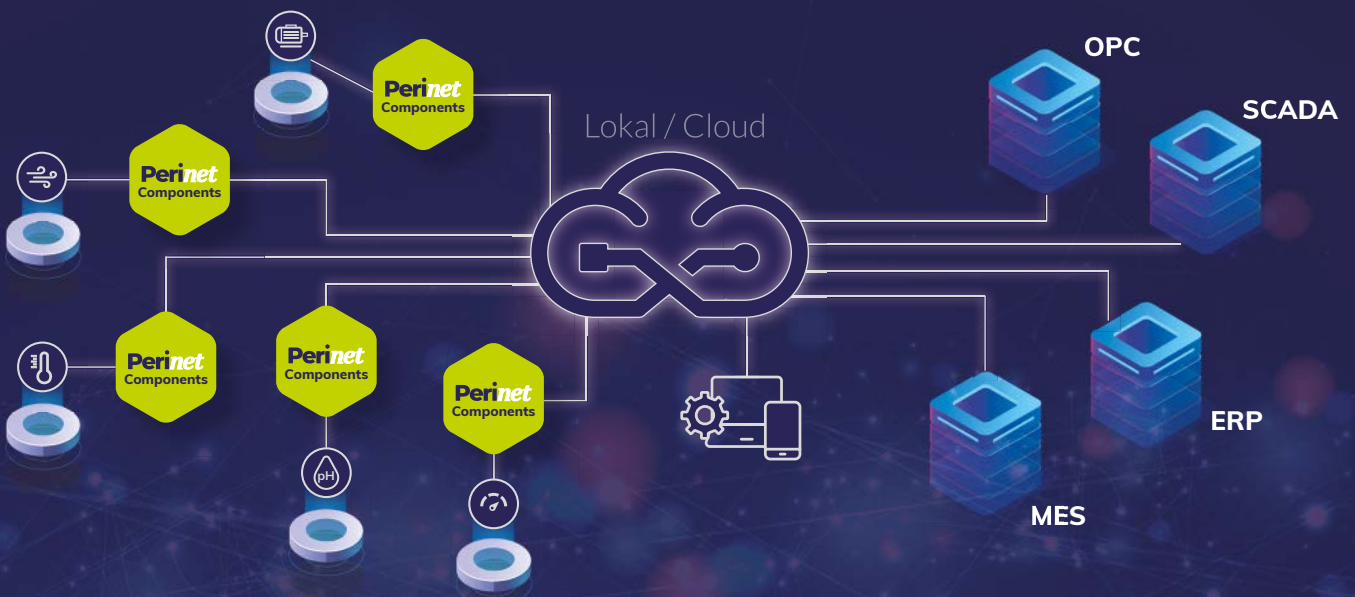 OPC
SCADA
Perinet
Components
Lokal / Cloud
Perinet
Components
Perinet
Components
Perinet
Components
Perinet
Components
ERP
pH
MES